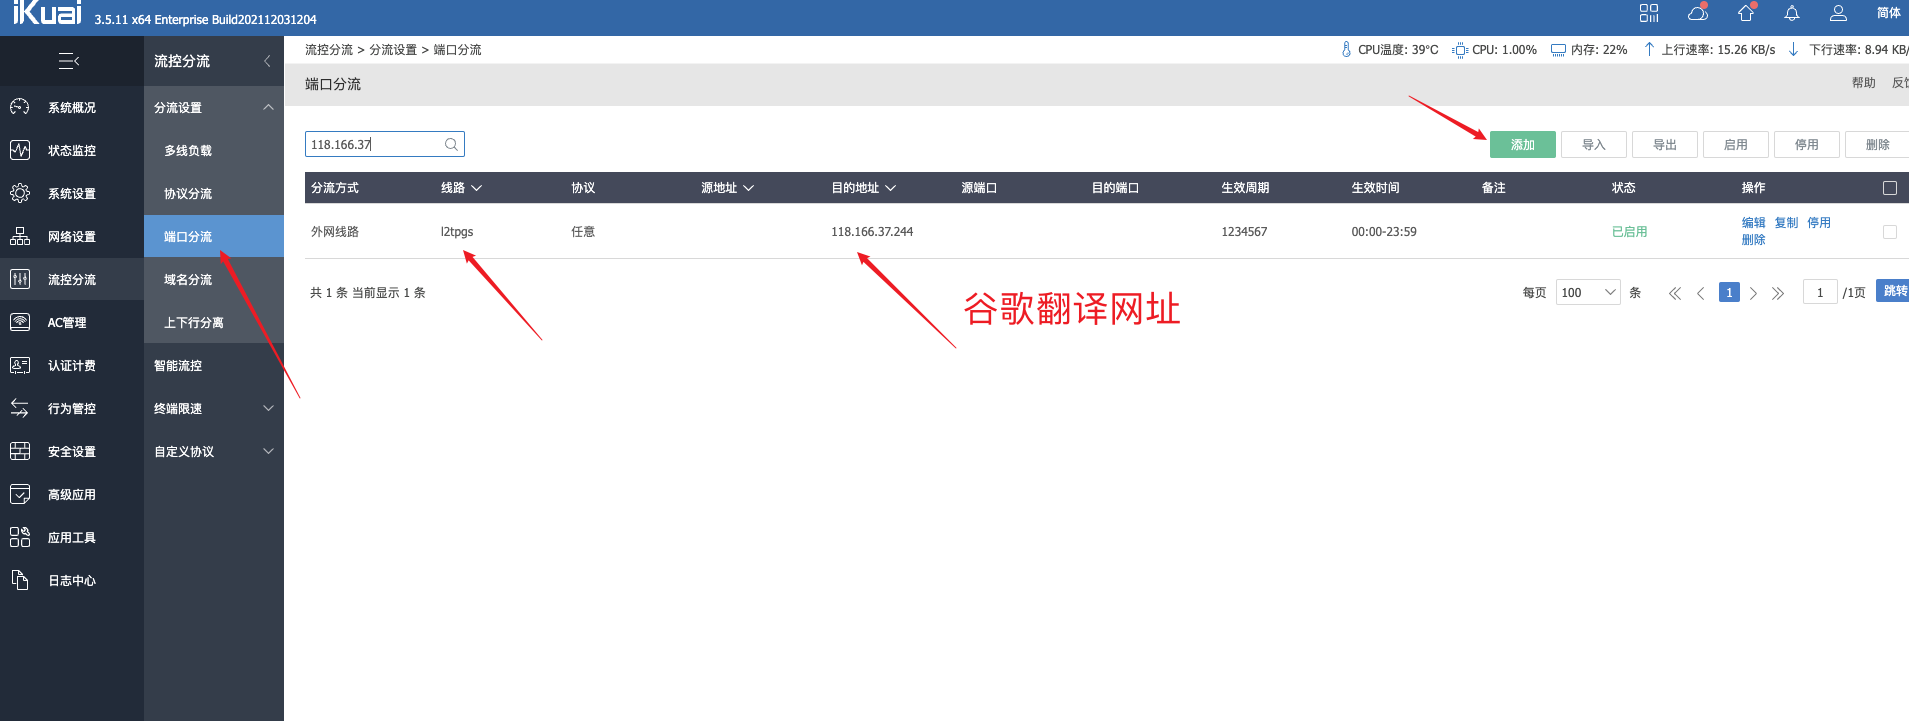 iKuai 3.5.11 x64 Enterprise Build202112031204
简体
流控分流 > 分流设置 > 端口分流
CPU温度: 39°C CPU: 1.00% 内存: 22% 上行速率: 15.26 KB/s 下行速率: 8.94 KB/
端口分流
帮助
系统概况
状态监控
系统设置
网络设置
流控分流
AC管理
认证计费
行为管控
安全设置
高级应用
应用工具
日志中心
流控分流
分流设置
多线负载
协议分流
端口分流
域名分流
上下行分离
智能流控
终端限速
自定义协议
118.166.37
添加 导入 导出 启用 停用 删除
分流方式 线路 协议 源地址 目的地址 源端口 目的端口 生效周期 生效时间 备注 状态 操作
外网线路 l2tpgs 任意 118.166.37.244 1234567 00:00-23:59 已启用 编辑 复制 停用
删除
共 1 条 当前显示 1 条
每页 100 条 1 1 /1页 跳转
谷歌翻译网址